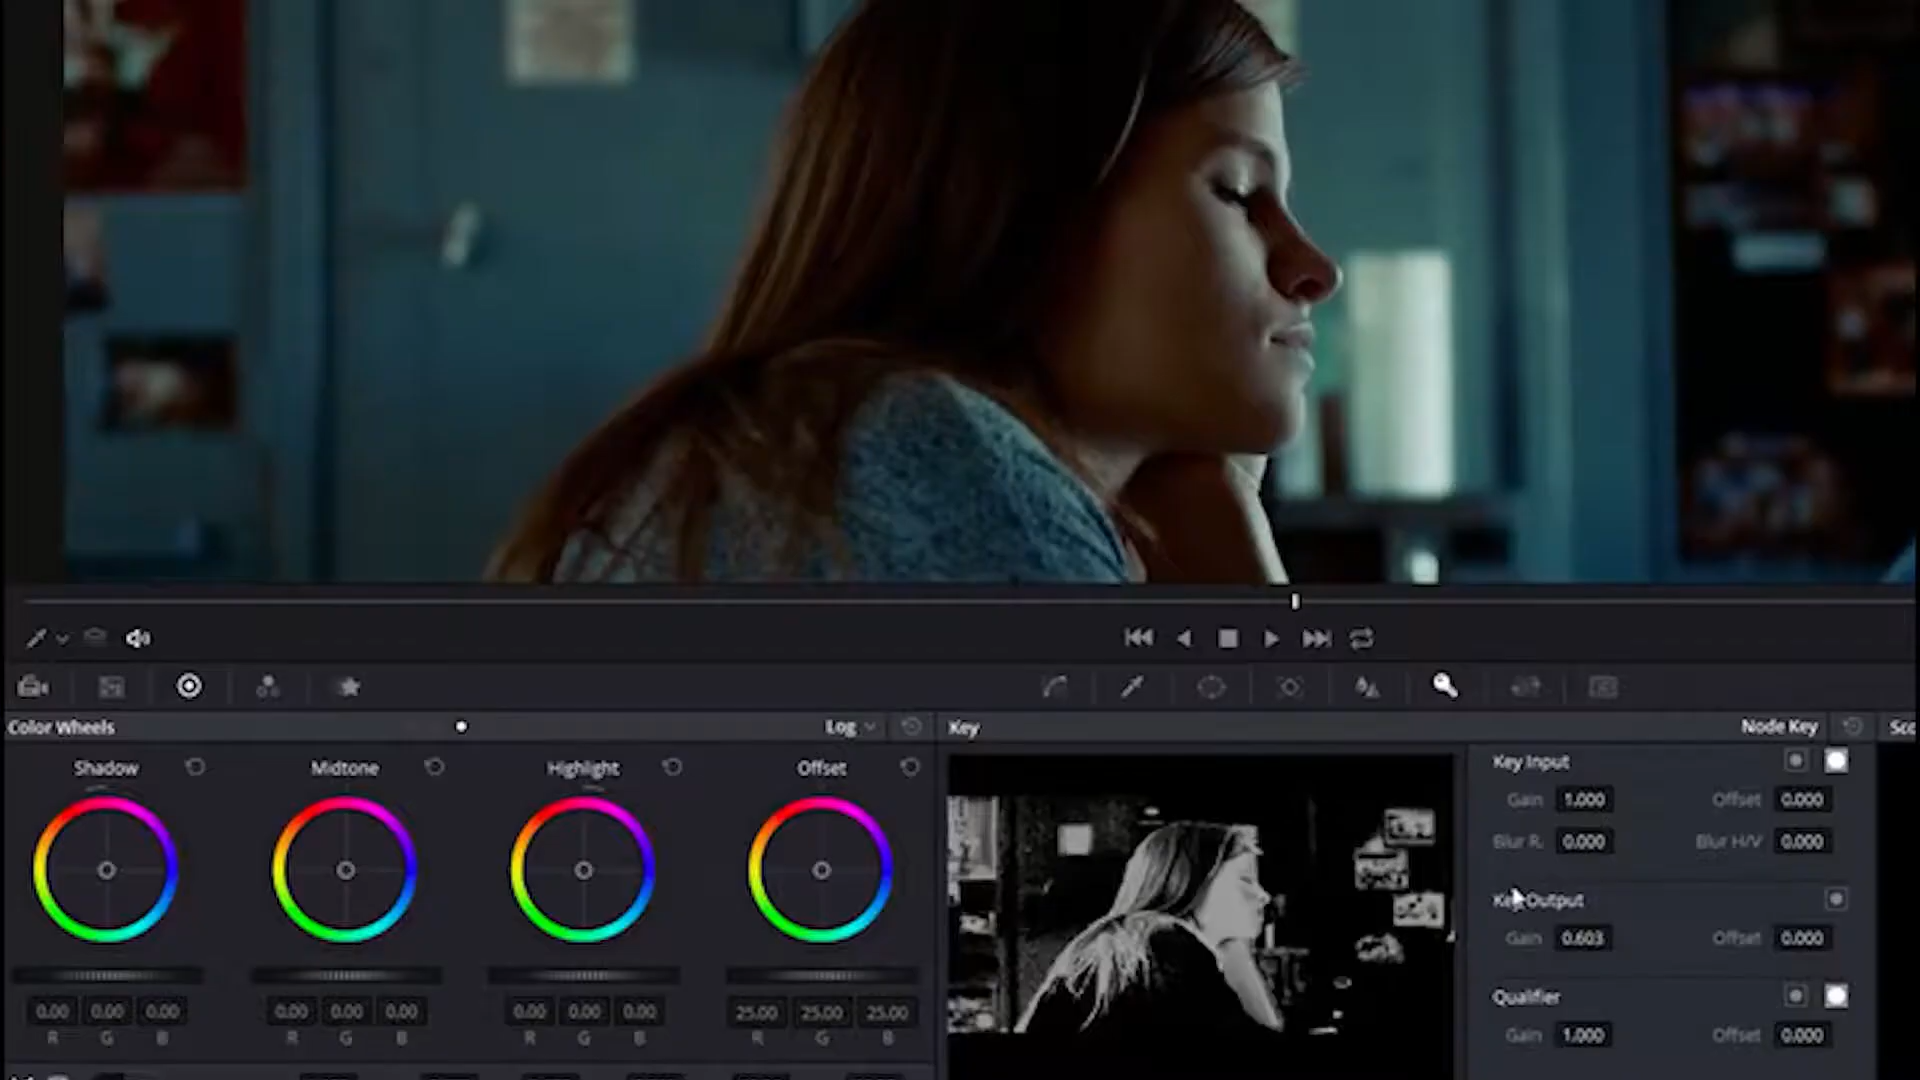 Color Wheels
Log
Key
Node Key
Sco
Shadow
Midtone
Highlight
Offset
Key Input
Gain 1.000 Offset 0.000
Blur R. 0.000 Blur H/V 0.000
Key Output
Gain 0.603 Offset 0.000
Qualifier
Gain 1.000 Offset 0.000
0.00 0.00 0.00
R G B
0.00 0.00 0.00
R G B
0.00 0.00 0.00
R G B
25.00 25.00 25.00
R G B